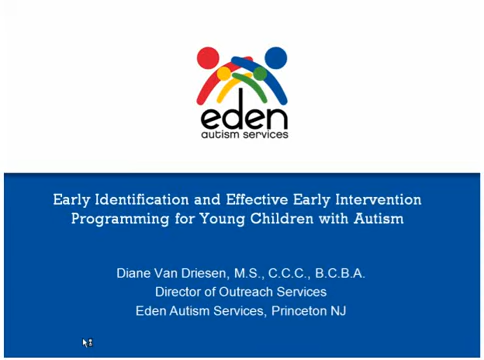 eden
autism services
Early Identification and Effective Early Intervention
Programming for Young Children with Autism
Diane Van Driesen, M.S., C.C.C., B.C.B.A.
Director of Outreach Services
Eden Autism Services, Princeton NJ